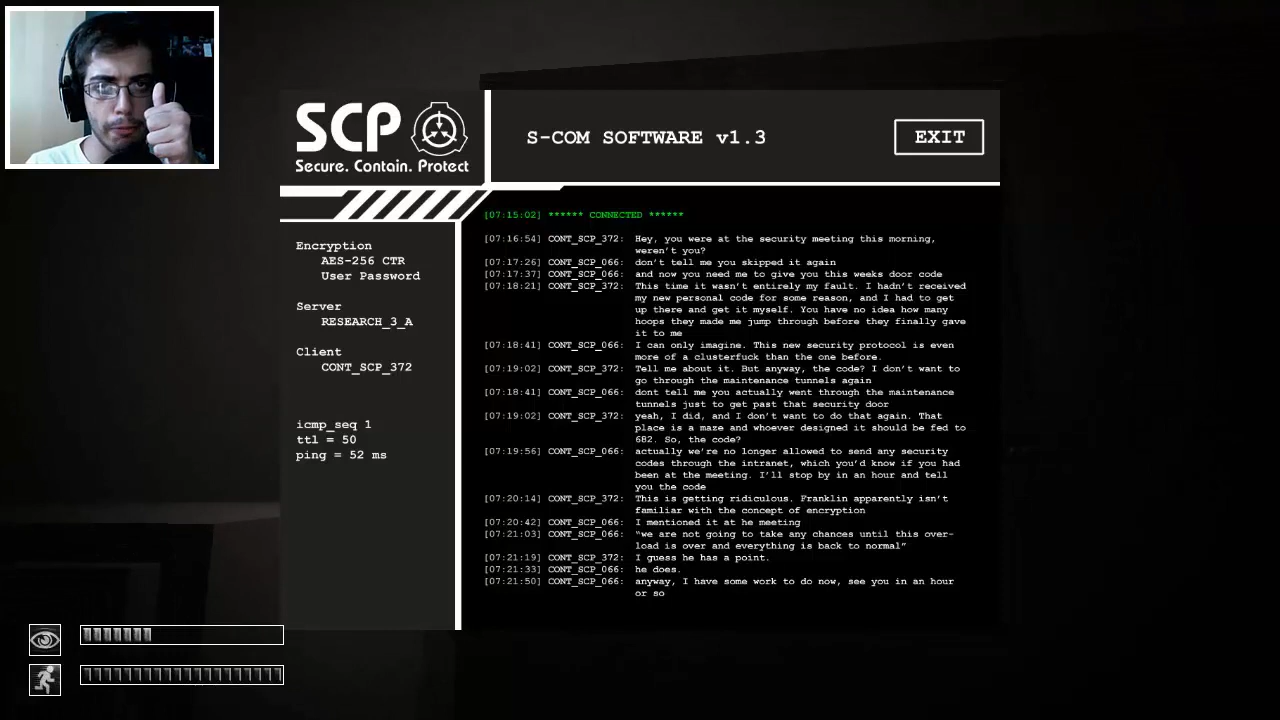 SCP
Secure. Contain. Protect
S-COM SOFTWARE v1.3
EXIT
Encryption
AES-256 CTR
User Password
Server
RESEARCH_3_A
Client
CONT_SCP_372
icmp_seq 1
ttl = 50
ping = 52 ms
[07:15:02] ****** CONNECTED ******
[07:16:54] CONT_SCP_372: Hey, you were at the security meeting this morning,
weren't you?
[07:17:26] CONT_SCP_066: don't tell me you skipped it again
[07:17:37] CONT_SCP_066: and now you need me to give you this weeks door code
[07:18:21] CONT_SCP_372: This time it wasn't entirely my fault. I hadn't received
my new personal code for some reason, and I had to get
up there and get it myself. You have no idea how many
hoops they made me jump through before they finally gave
it to me
[07:18:41] CONT_SCP_066: I can only imagine. This new security protocol is even
more of a clusterfuck than the one before.
[07:19:02] CONT_SCP_372: Tell me about it. But anyway, the code? I don't want to
go through the maintenance tunnels again
[07:18:41] CONT_SCP_066: dont tell me you actually went through the maintenance
tunnels just to get past that security door
[07:19:02] CONT_SCP_372: yeah, I did, and I don't want to do that again. That
place is a maze and whoever designed it should be fed to
682. So, the code?
[07:19:56] CONT_SCP_066: actually we're no longer allowed to send any security
codes through the intranet, which you'd know if you had
been at the meeting. I'll stop by in an hour and tell
you the code
[07:20:14] CONT_SCP_372: This is getting ridiculous. Franklin apparently isn't
familiar with the concept of encryption
[07:20:42] CONT_SCP_066: I mentioned it at he meeting
[07:21:03] CONT_SCP_066: "we are not going to take any chances until this over-
load is over and everything is back to normal"
[07:21:19] CONT_SCP_372: I guess he has a point.
[07:21:33] CONT_SCP_066: he does.
[07:21:50] CONT_SCP_066: anyway, I have some work to do now, see you in an hour
or so